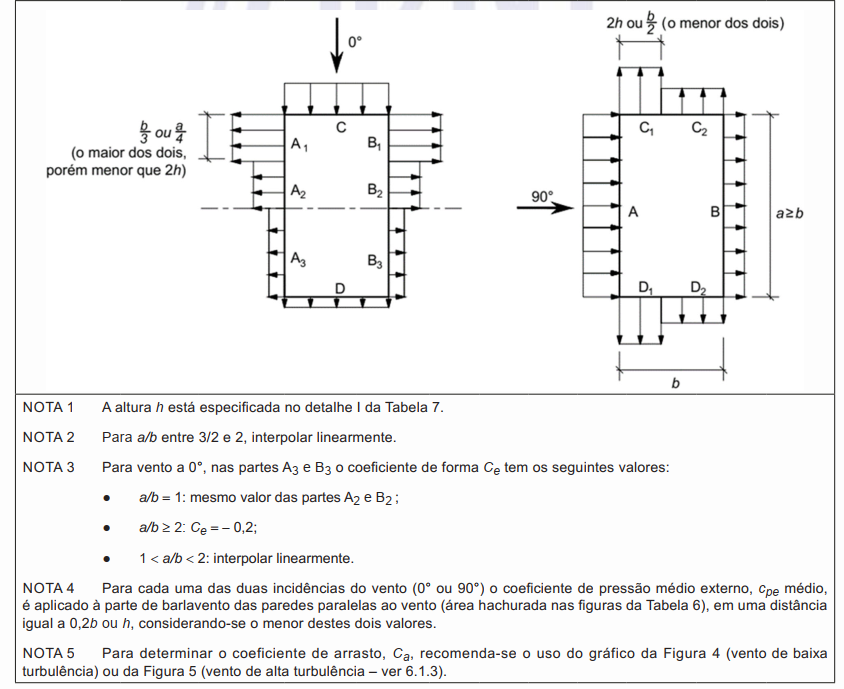 0°
C
A1
B1
b/3 ou a/4
(o maior dos dois,
porém menor que 2h)
A2
B2
A3
B3
D
2h ou b/2 (o menor dos dois)
C1
C2
90°
A
B
a≥b
D1
D2
b
NOTA 1 A altura h está especificada no detalhe I da Tabela 7.
NOTA 2 Para a/b entre 3/2 e 2, interpolar linearmente.
NOTA 3 Para vento a 0°, nas partes A3 e B3 o coeficiente de forma Ce tem os seguintes valores:
● a/b = 1: mesmo valor das partes A2 e B2 ;
● a/b ≥ 2: Ce = – 0,2;
● 1 < a/b < 2: interpolar linearmente.
NOTA 4 Para cada uma das duas incidências do vento (0° ou 90°) o coeficiente de pressão médio externo, cpe médio,
é aplicado à parte de barlavento das paredes paralelas ao vento (área hachurada nas figuras da Tabela 6), em uma distância
igual a 0,2b ou h, considerando-se o menor destes dois valores.
NOTA 5 Para determinar o coeficiente de arrasto, Ca, recomenda-se o uso do gráfico da Figura 4 (vento de baixa
turbulência) ou da Figura 5 (vento de alta turbulência – ver 6.1.3).